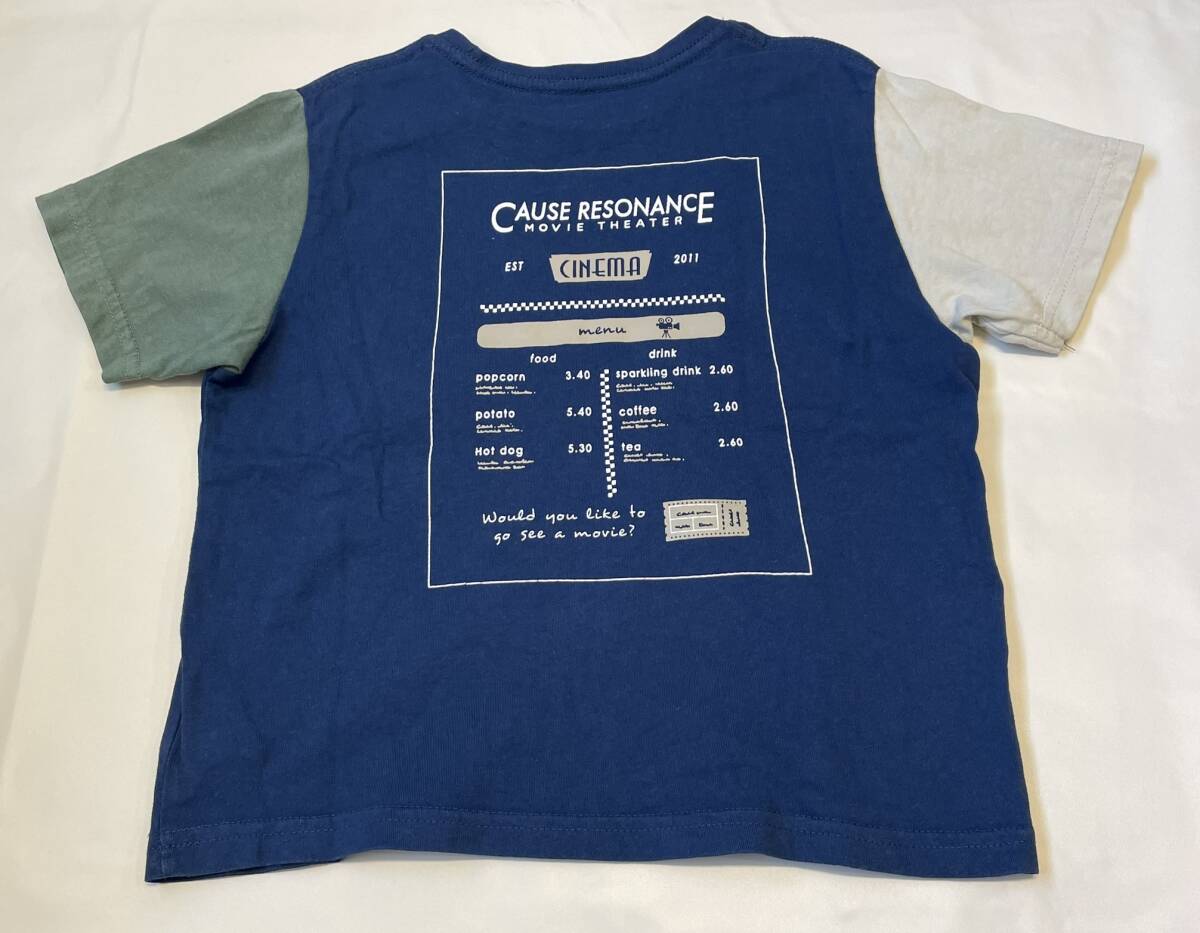 CAUSE RESONANCE
MOVIE THEATER
EST CINEMA 2011
menu
food
popcorn 3.40
potato 5.40
Hot dog 5.30
drink
sparkling drink 2.60
coffee 2.60
tea 2.60
Would you like to
go see a movie?